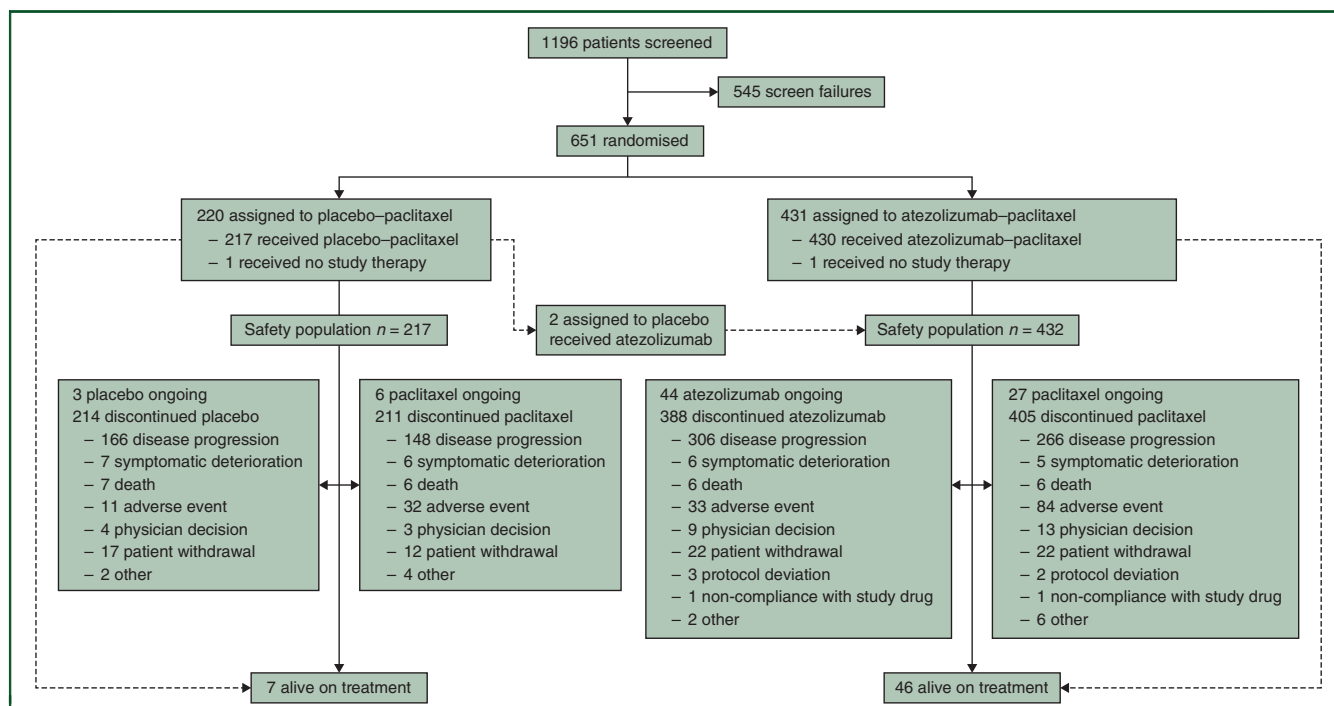 1196 patients screened
545 screen failures
651 randomised
220 assigned to placebo–paclitaxel
– 217 received placebo–paclitaxel
– 1 received no study therapy
431 assigned to atezolizumab–paclitaxel
– 430 received atezolizumab–paclitaxel
– 1 received no study therapy
Safety population n = 217
2 assigned to placebo
received atezolizumab
Safety population n = 432
3 placebo ongoing
214 discontinued placebo
– 166 disease progression
– 7 symptomatic deterioration
– 7 death
– 11 adverse event
– 4 physician decision
– 17 patient withdrawal
– 2 other
6 paclitaxel ongoing
211 discontinued paclitaxel
– 148 disease progression
– 6 symptomatic deterioration
– 6 death
– 32 adverse event
– 3 physician decision
– 12 patient withdrawal
– 4 other
44 atezolizumab ongoing
388 discontinued atezolizumab
– 306 disease progression
– 6 symptomatic deterioration
– 6 death
– 33 adverse event
– 9 physician decision
– 22 patient withdrawal
– 3 protocol deviation
– 1 non-compliance with study drug
– 2 other
27 paclitaxel ongoing
405 discontinued paclitaxel
– 266 disease progression
– 5 symptomatic deterioration
– 6 death
– 84 adverse event
– 13 physician decision
– 22 patient withdrawal
– 2 protocol deviation
– 1 non-compliance with study drug
– 6 other
7 alive on treatment
46 alive on treatment